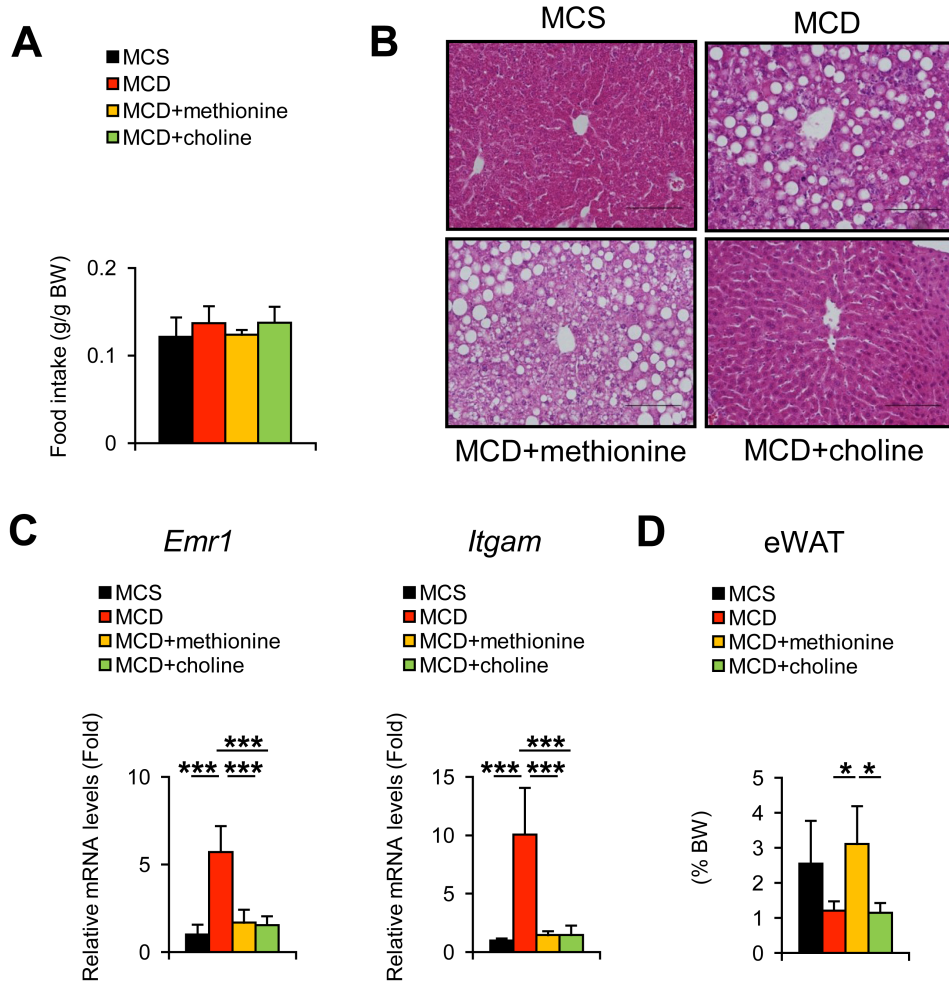 A
MCS
MCD
MCD+methionine
MCD+choline
Food intake (g/g BW)
0.2
0.1
0
B
MCS
MCD
MCD+methionine
MCD+choline
C
Emr1
MCS
MCD
MCD+methionine
MCD+choline
Relative mRNA levels (Fold)
***
*** ***
10
5
0
Itgam
MCS
MCD
MCD+methionine
MCD+choline
Relative mRNA levels (Fold)
***
*** ***
15
10
5
0
D
eWAT
MCS
MCD
MCD+methionine
MCD+choline
(% BW)
* *
5
4
3
2
1
0